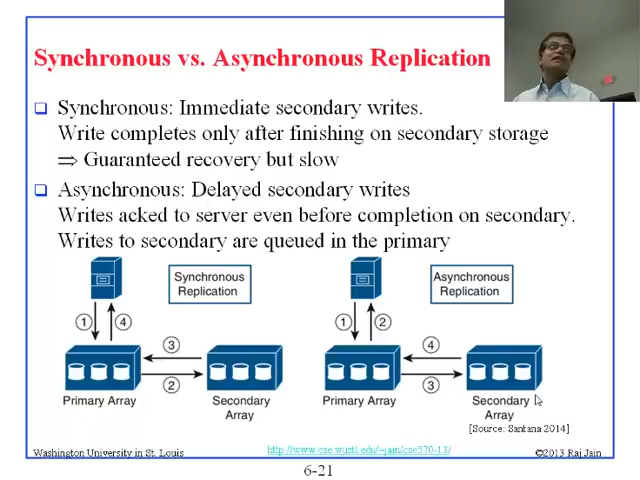 Synchronous vs. Asynchronous Replication
Synchronous: Immediate secondary writes.
Write completes only after finishing on secondary storage
⇒ Guaranteed recovery but slow
Asynchronous: Delayed secondary writes
Writes acked to server even before completion on secondary.
Writes to secondary are queued in the primary
Synchronous
Replication
1
4
3
2
Primary Array
Secondary
Array
Asynchronous
Replication
1
2
4
3
Primary Array
Secondary
Array
[Source: Santana 2014]
Washington University in St. Louis
http://www.cse.wustl.edu/~jain/cse570-13/
©2013 Raj Jain
6-21